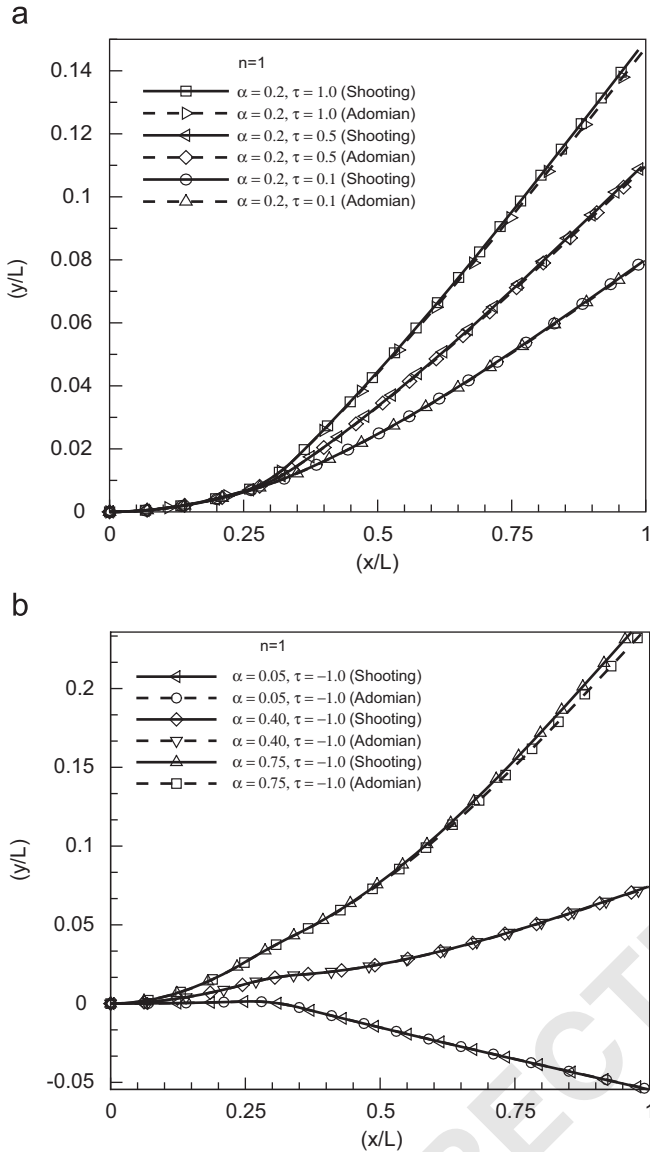 a
n=1
α = 0.2, τ = 1.0 (Shooting)
α = 0.2, τ = 1.0 (Adomian)
α = 0.2, τ = 0.5 (Shooting)
α = 0.2, τ = 0.5 (Adomian)
α = 0.2, τ = 0.1 (Shooting)
α = 0.2, τ = 0.1 (Adomian)
0.14
0.12
0.1
0.08
0.06
0.04
0.02
0
(y/L)
0 0.25 0.5 0.75 1
(x/L)
b
n=1
α = 0.05, τ = −1.0 (Shooting)
α = 0.05, τ = −1.0 (Adomian)
α = 0.40, τ = −1.0 (Shooting)
α = 0.40, τ = −1.0 (Adomian)
α = 0.75, τ = −1.0 (Shooting)
α = 0.75, τ = −1.0 (Adomian)
0.2
0.15
0.1
0.05
0
-0.05
(y/L)
0 0.25 0.5 0.75 1
(x/L)